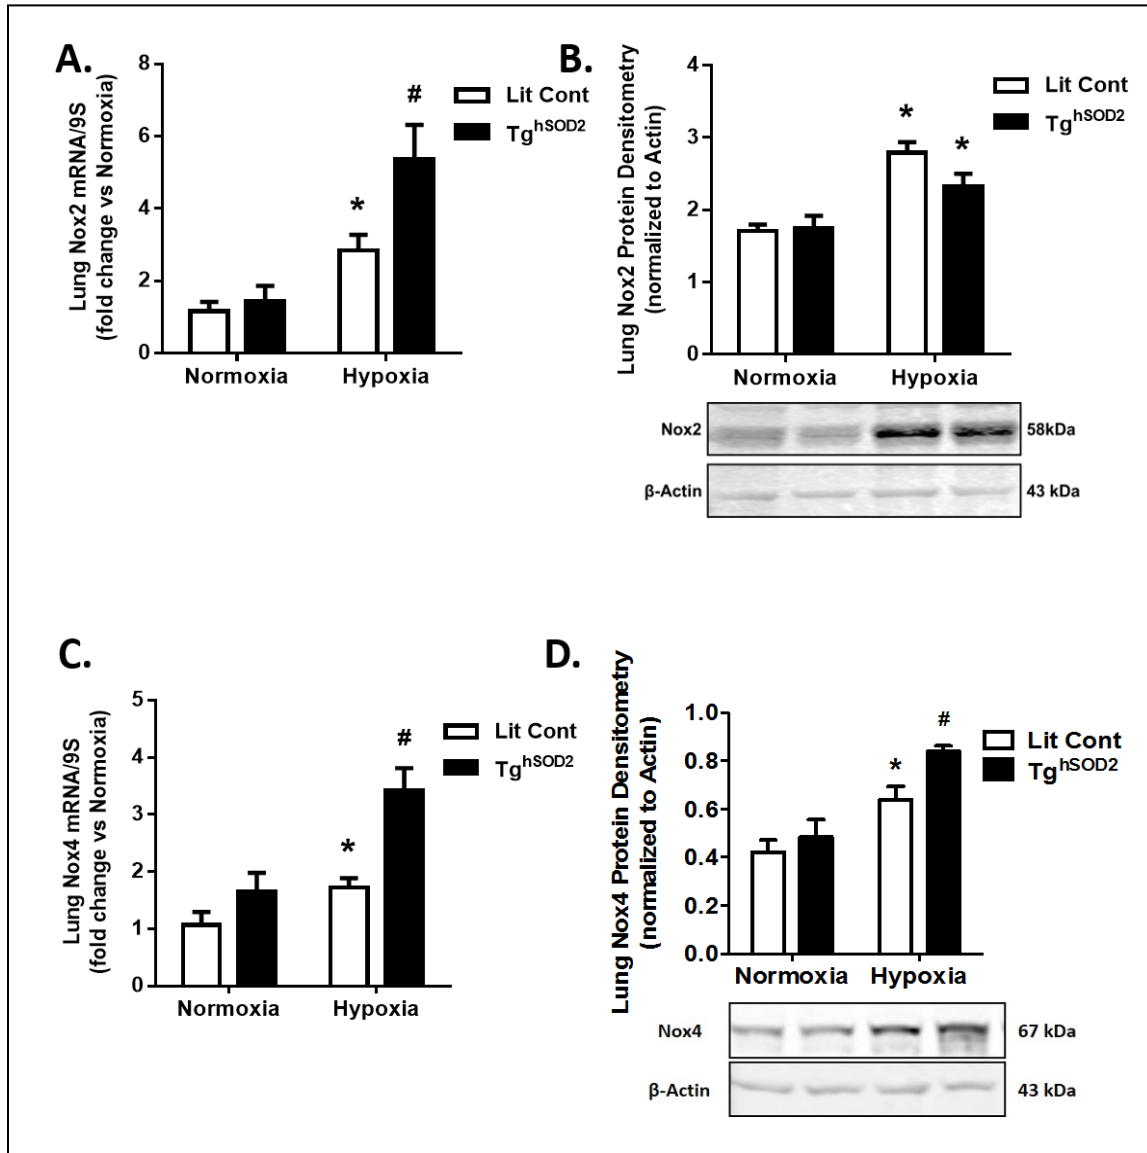 A.
Lung Nox2 mRNA/9S
(fold change vs Normoxia)
8
6
4
2
0
*
#
Lit Cont
Tg^hSOD2
Normoxia
Hypoxia
B.
Lung Nox2 Protein Densitometry
(normalized to Actin)
4
3
2
1
0
*
*
Lit Cont
Tg^hSOD2
Normoxia
Hypoxia
Nox2
58kDa
β-Actin
43 kDa
C.
Lung Nox4 mRNA/9S
(fold change vs Normoxia)
5
4
3
2
1
0
*
#
Lit Cont
Tg^hSOD2
Normoxia
Hypoxia
D.
Lung Nox4 Protein Densitometry
(normalized to Actin)
1.0
0.8
0.6
0.4
0.2
0.0
*
#
Lit Cont
Tg^hSOD2
Normoxia
Hypoxia
Nox4
67 kDa
β-Actin
43 kDa